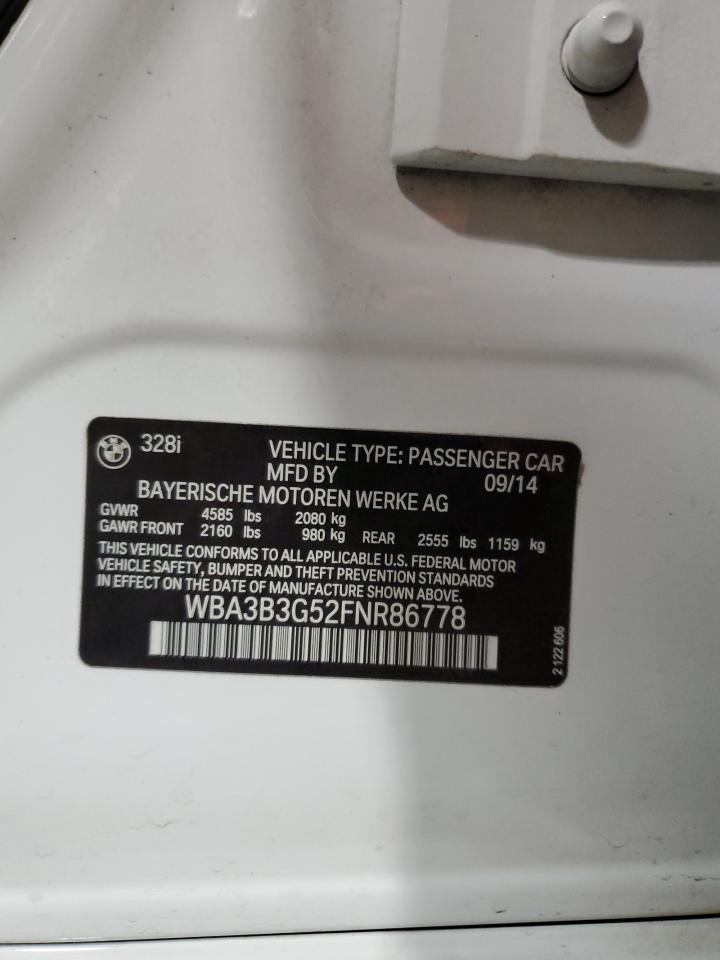 BMW 328i VEHICLE TYPE: PASSENGER CAR
MFD BY 09/14
BAYERISCHE MOTOREN WERKE AG
GVWR 4585 lbs 2080 kg
GAWR FRONT 2160 lbs 980 kg REAR 2555 lbs 1159 kg
THIS VEHICLE CONFORMS TO ALL APPLICABLE U.S. FEDERAL MOTOR
VEHICLE SAFETY, BUMPER AND THEFT PREVENTION STANDARDS
IN EFFECT ON THE DATE OF MANUFACTURE SHOWN ABOVE.
WBA3B3G52FNR86778
2 122 606